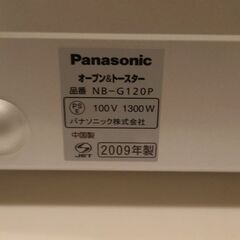 Panasonic
オーブン&トースター
品番 NB-G120P
PS E 100V 1300W
パナソニック株式会社
中国製
JET 2009年製